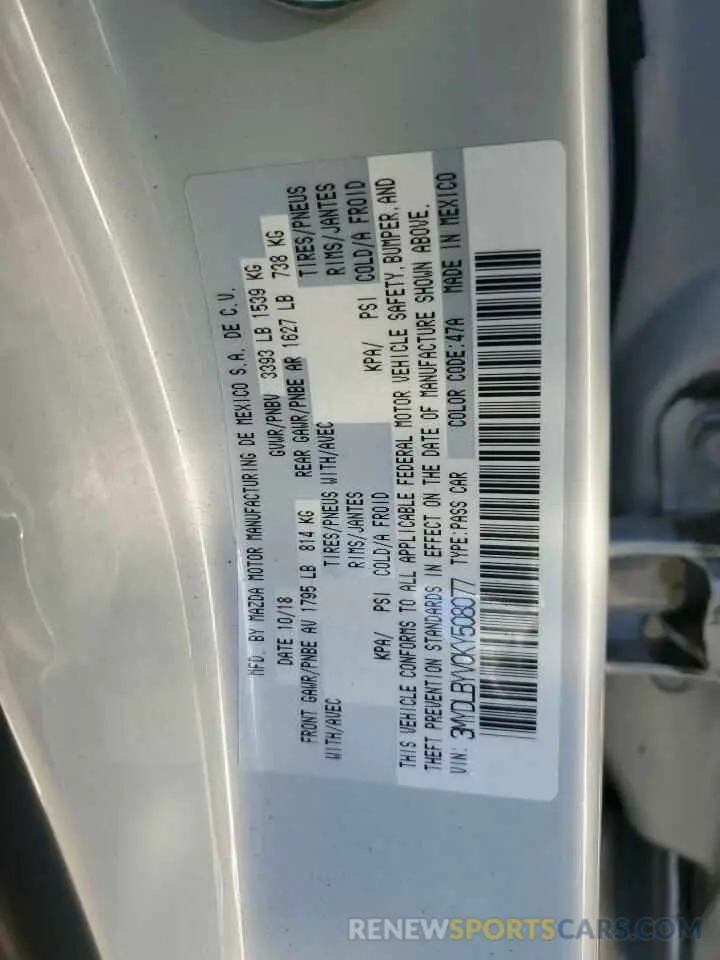 MFD. BY MAZDA MOTOR MANUFACTURING DE MEXICO S.A. DE C.V.
DATE 10/18 GVWR/PNBV 3393 LB 1539 KG
FRONT GAWR/PNBE AV 1795 LB 814 KG REAR GAWR/PNBE AR 1627 LB 738 KG
WITH/AVEC TIRES/PNEUS WITH/AVEC TIRES/PNEUS
RIMS/JANTES RIMS/JANTES
KPA/ PSI COLD/A FROID KPA/ PSI COLD/A FROID
THIS VEHICLE CONFORMS TO ALL APPLICABLE FEDERAL MOTOR VEHICLE SAFETY, BUMPER, AND
THEFT PREVENTION STANDARDS IN EFFECT ON THE DATE OF MANUFACTURE SHOWN ABOVE.
VIN: 3MYDLBYV0KY508077 TYPE:PASS CAR COLOR CODE:47A MADE IN MEXICO
RENEWSPORTSCARS.COM